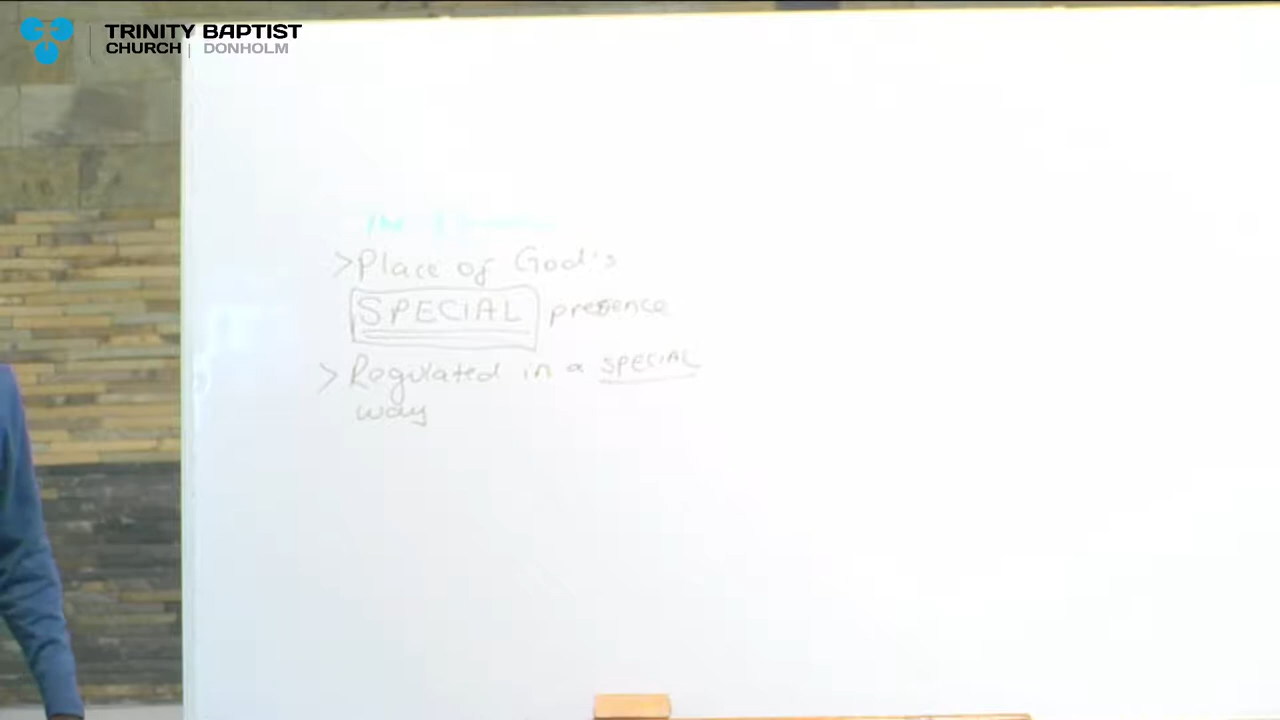 TRINITY BAPTIST
CHURCH | DONHOLM
>Place of God's
SPECIAL presence
> Regulated in a SPECIAL
way